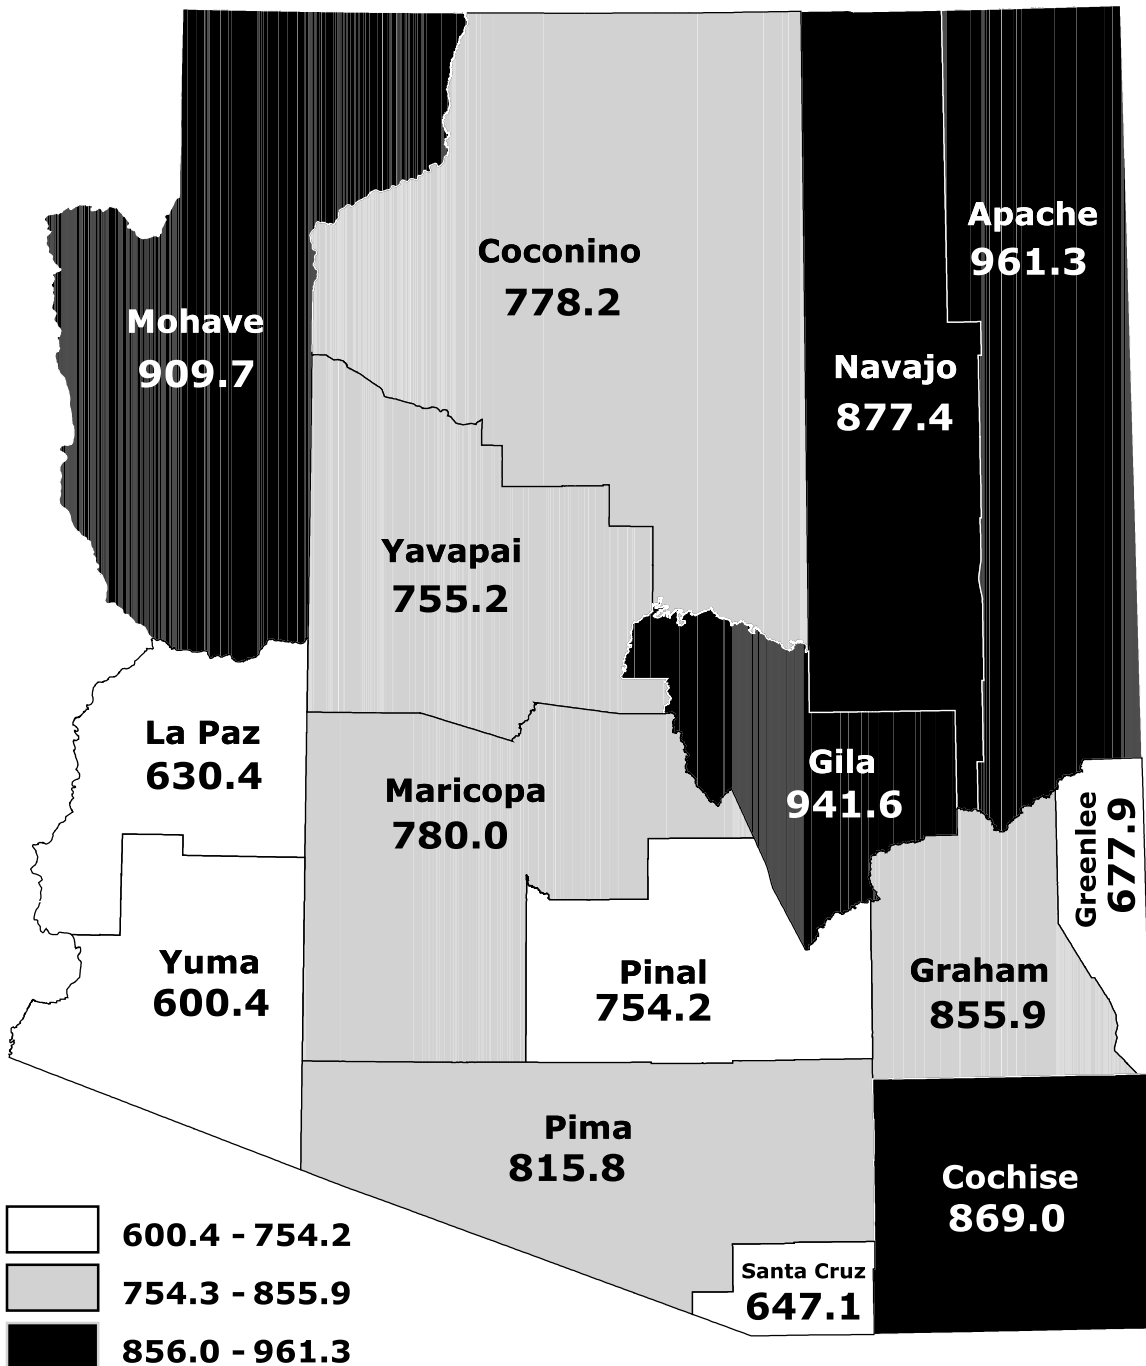 Apache
961.3
Coconino
778.2
Mohave
909.7
Navajo
877.4
Yavapai
755.2
La Paz
630.4
Gila
941.6
Maricopa
780.0
Greenlee
677.9
Yuma
600.4
Pinal
754.2
Graham
855.9
Pima
815.8
Cochise
869.0
Santa Cruz
647.1
600.4 - 754.2
754.3 - 855.9
856.0 - 961.3